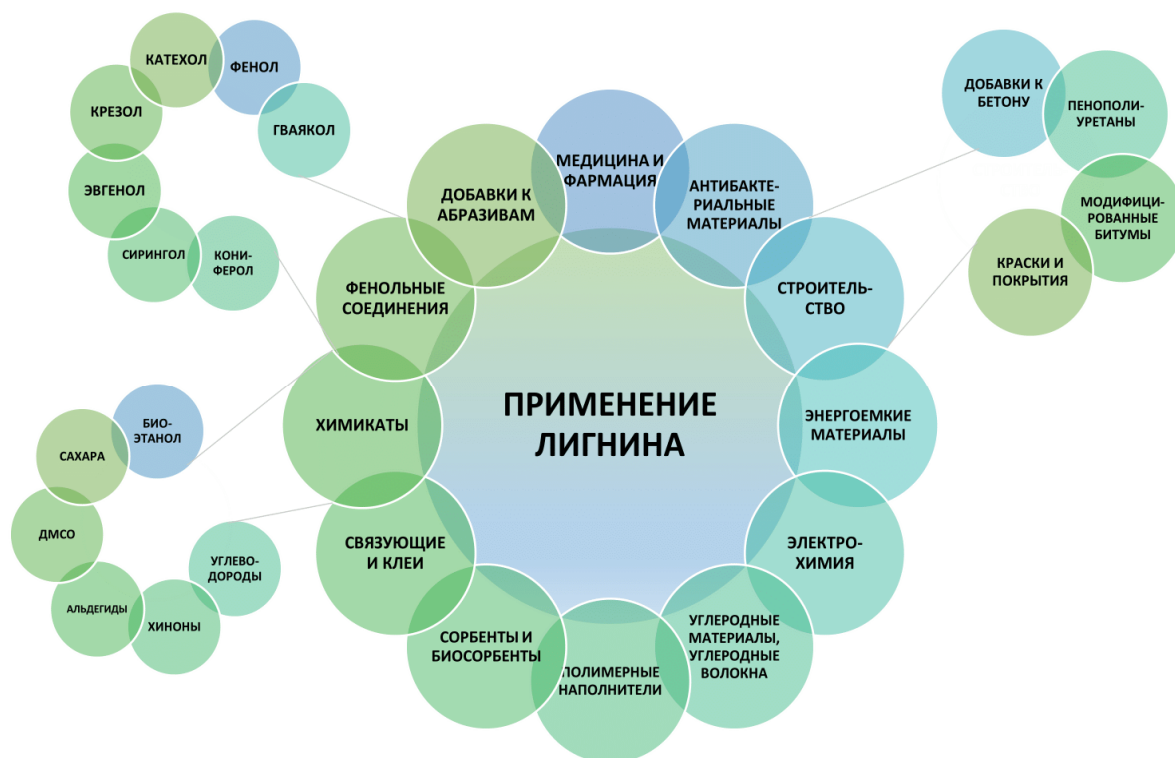 КАТЕХОЛ
ФЕНОЛ
ГВАЯКОЛ
КРЕЗОЛ
ЭВГЕНОЛ
СИРИНГОЛ
КОНИ-
ФЕРОЛ
ДОБАВКИ К
БЕТОНУ
ПЕНОПОЛИ-
УРЕТАНЫ
МОДИФИЦИ-
РОВАННЫЕ
БИТУМЫ
КРАСКИ И
ПОКРЫТИЯ
МЕДИЦИНА И
ФАРМАЦИЯ
АНТИБАКТЕ-
РИАЛЬНЫЕ
МАТЕРИАЛЫ
СТРОИТЕЛЬ-
СТВО
ЭНЕРГОЕМКИЕ
МАТЕРИАЛЫ
ЭЛЕКТРО-
ХИМИЯ
УГЛЕРОДНЫЕ
МАТЕРИАЛЫ,
УГЛЕРОДНЫЕ
ВОЛОКНА
ПОЛИМЕРНЫЕ
НАПОЛНИТЕЛИ
СОРБЕНТЫ И
БИОСОРБЕНТЫ
СВЯЗУЮЩИЕ
И КЛЕИ
ХИМИКАТЫ
ФЕНОЛЬНЫЕ
СОЕДИНЕНИЯ
ДОБАВКИ К
АБРАЗИВАМ
ПРИМЕНЕНИЕ
ЛИГНИНА
БИО-
ЭТАНОЛ
САХАРА
ДМСО
АЛЬДЕГИДЫ
ХИНОНЫ
УГЛЕВО-
ДОРОДЫ